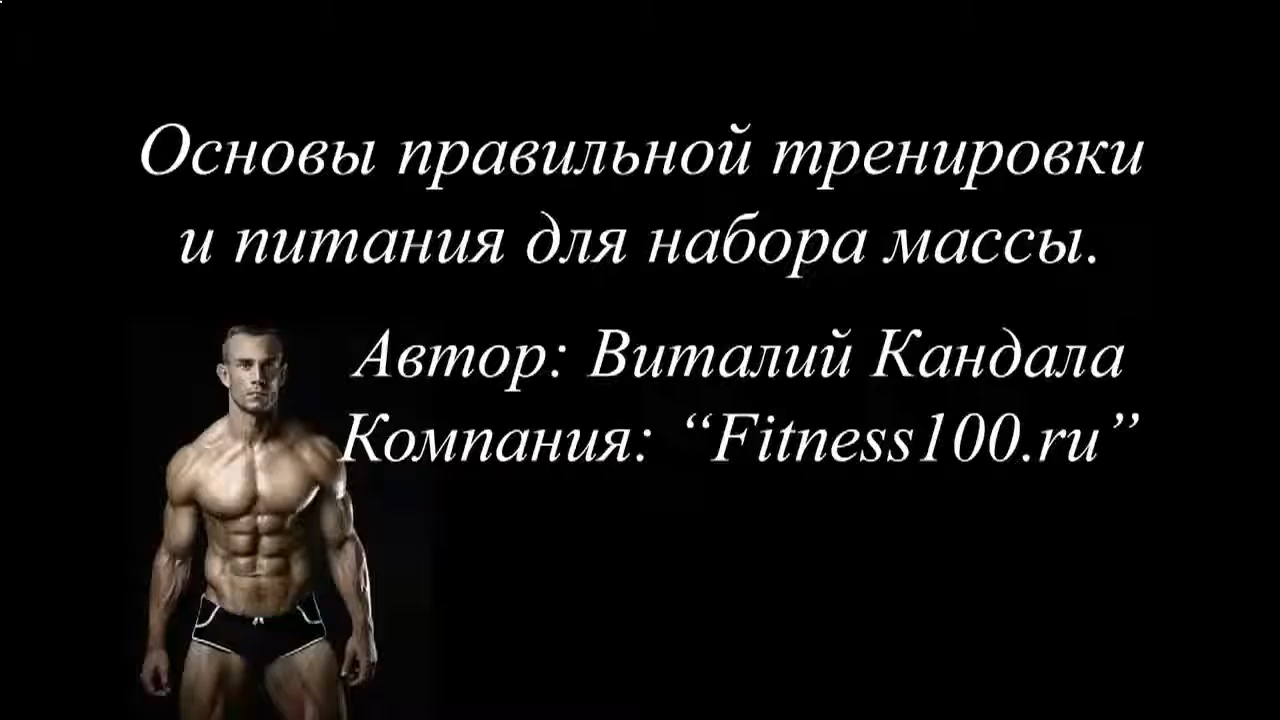 Основы правильной тренировки
и питания для набора массы.
Автор: Виталий Кандала
Компания: “Fitness100.ru”